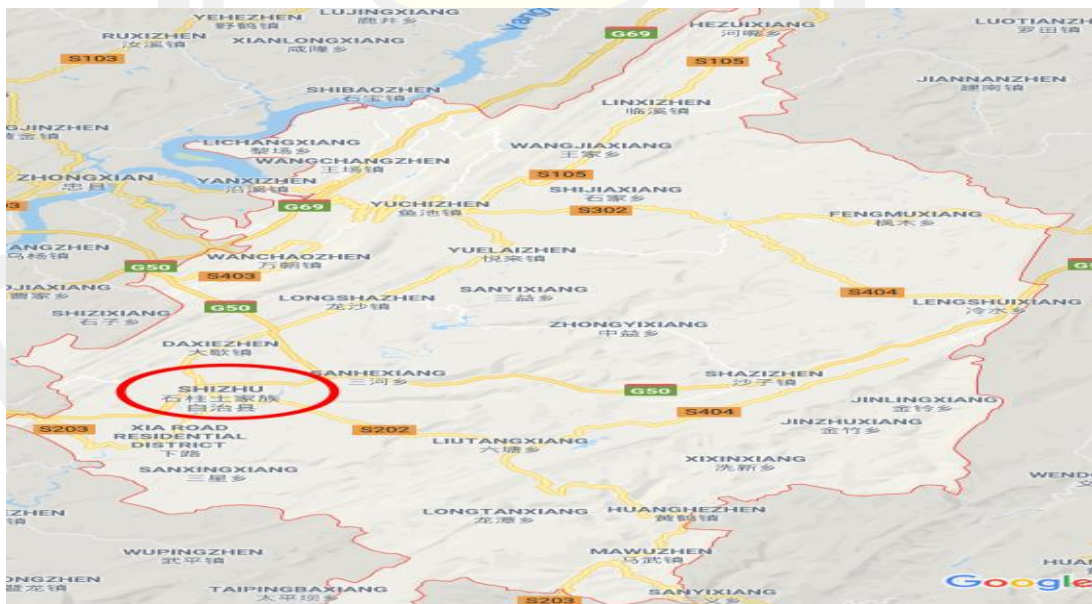 YEHEZHEN
野鹤镇
LUJINGXIANG
RUXIZHEN
汝溪镇
XIANLONGXIANG
咸隆乡
G69
HEZUIXIANG
河嘴乡
罗田镇
S103
S105
SHIBAOZHEN
石宝镇
JIANNANZHEN
建南镇
LINXIZHEN
临溪镇
LICHANGXIANG
黎场乡
WANGCHANGZHEN
王场镇
WANGJIAXIANG
王家乡
ZHONGXIAN
忠县
YANXIZHEN
沿溪镇
S105
SHIJIAXIANG
石家乡
G69
YUCHIZHEN
鱼池镇
S302
FENGMUXIANG
枫木乡
YUELAIZHEN
悦来镇
WANCHAOZHEN
万朝镇
G50
S403
SANYIXIANG
三益乡
S404
LONGSHAZHEN
龙沙镇
G50
LENGSHUIXIANG
冷水乡
SHIZIXIANG
石子乡
ZHONGYIXIANG
中益乡
DAXIEZHEN
大歇镇
SANHEXIANG
三河乡
SHAZIZHEN
沙子镇
SHIZHU
石柱土家族
自治县
G50
JINLINGXIANG
金铃乡
S404
JINZHUXIANG
金竹乡
S203
XIA ROAD
RESIDENTIAL
DISTRICT
下路
S202
LIUTANGXIANG
六塘乡
SANXINGXIANG
三星乡
XIXINXIANG
洗新乡
LONGTANXIANG
龙潭乡
HUANGHEZHEN
黄鹤镇
WUPINGZHEN
武平镇
MAWUZHEN
马武镇
TAIPINGBAXIANG
太平坝乡
S203
SANYIXIANG
Google